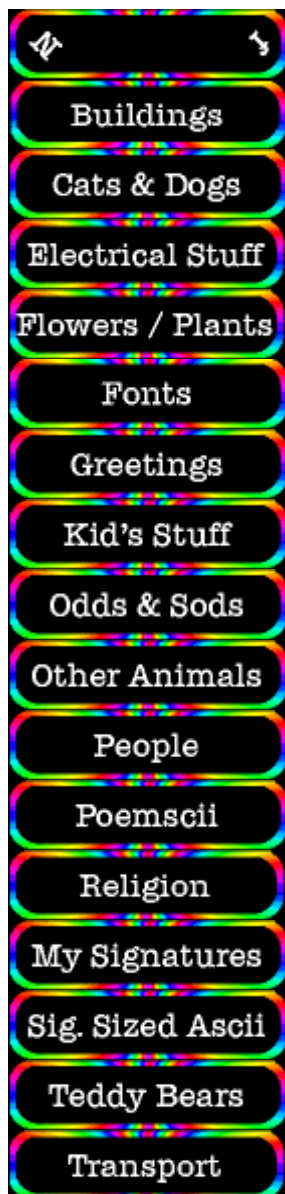 Buildings
Cats & Dogs
Electrical Stuff
Flowers / Plants
Fonts
Greetings
Kid's Stuff
Odds & Sods
Other Animals
People
Poemscii
Religion
My Signatures
Sig. Sized Ascii
Teddy Bears
Transport